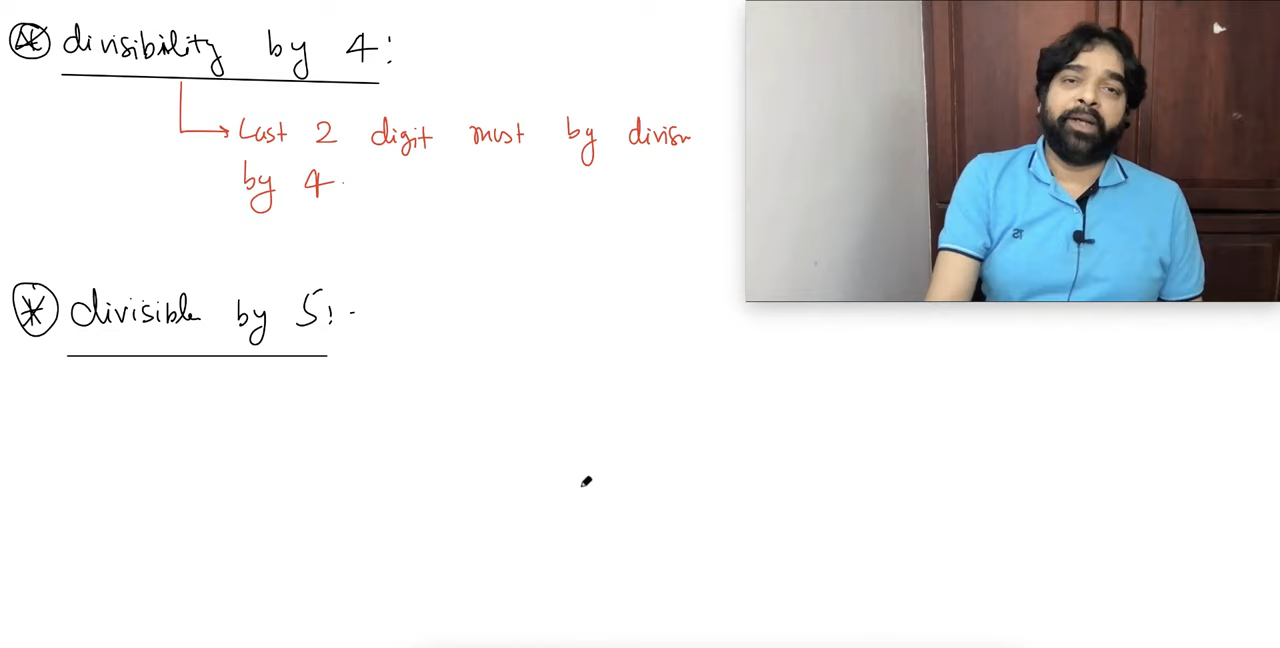 divisibility by 4:
Last 2 digit must by divisn
by 4.
divisible by 5:-